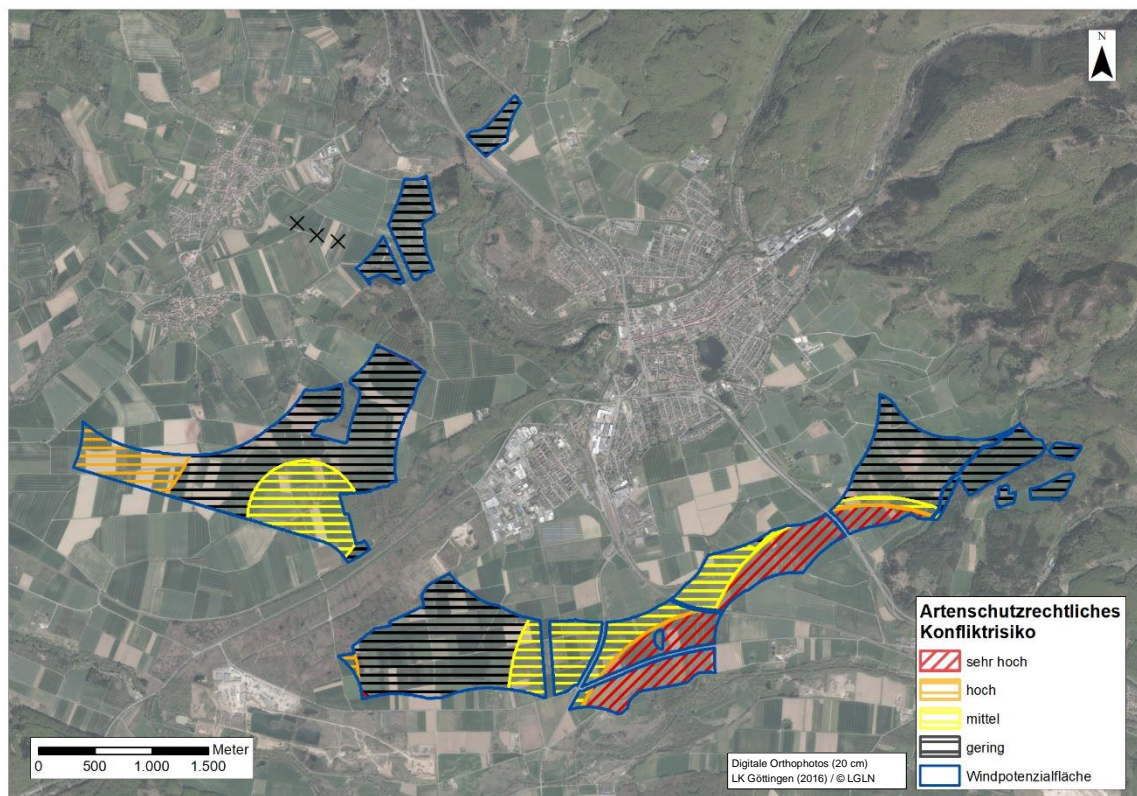 N
Artenschutzrechtliches
Konfliktrisiko
sehr hoch
hoch
mittel
gering
Windpotenzialfläche
Meter
0 500 1.000 1.500
Digitale Orthophotos (20 cm)
LK Göttingen (2016) / © LGLN